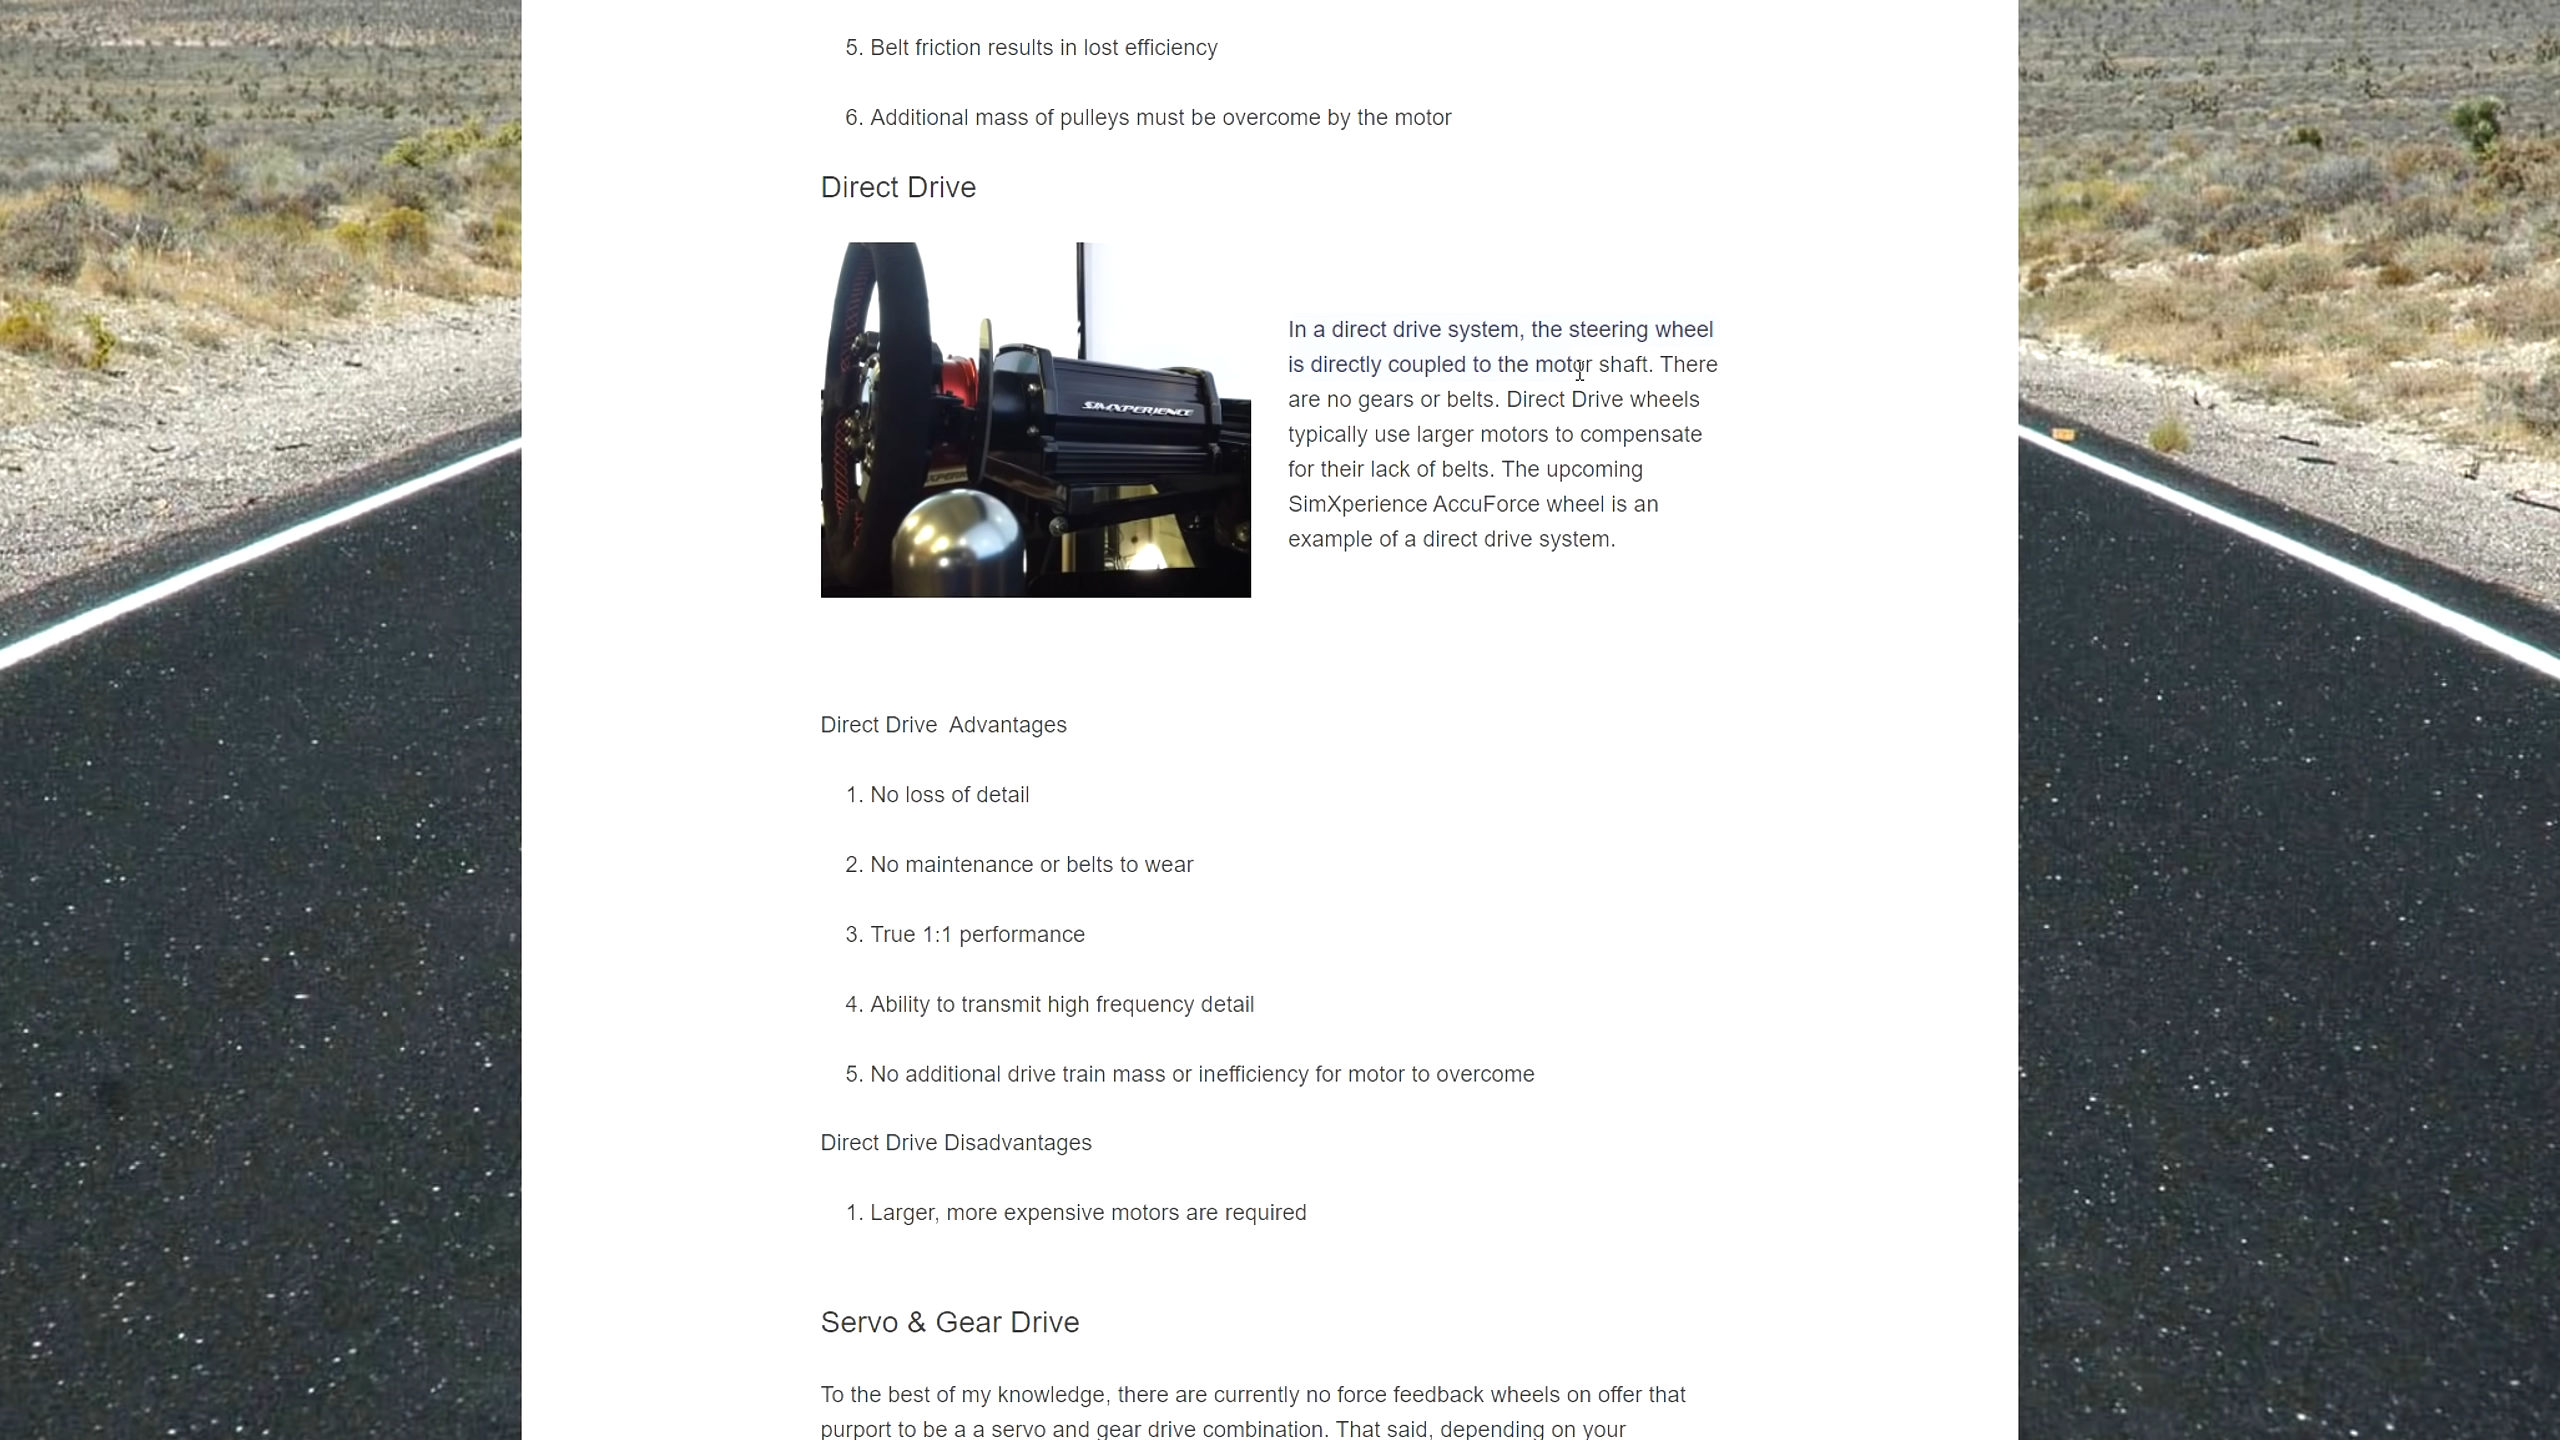 5. Belt friction results in lost efficiency
6. Additional mass of pulleys must be overcome by the motor
Direct Drive
SIMXPERIENCE
In a direct drive system, the steering wheel
is directly coupled to the motor shaft. There
are no gears or belts. Direct Drive wheels
typically use larger motors to compensate
for their lack of belts. The upcoming
SimXperience AccuForce wheel is an
example of a direct drive system.
Direct Drive  Advantages
1. No loss of detail
2. No maintenance or belts to wear
3. True 1:1 performance
4. Ability to transmit high frequency detail
5. No additional drive train mass or inefficiency for motor to overcome
Direct Drive Disadvantages
1. Larger, more expensive motors are required
Servo & Gear Drive
To the best of my knowledge, there are currently no force feedback wheels on offer that
purport to be a a servo and gear drive combination. That said, depending on your